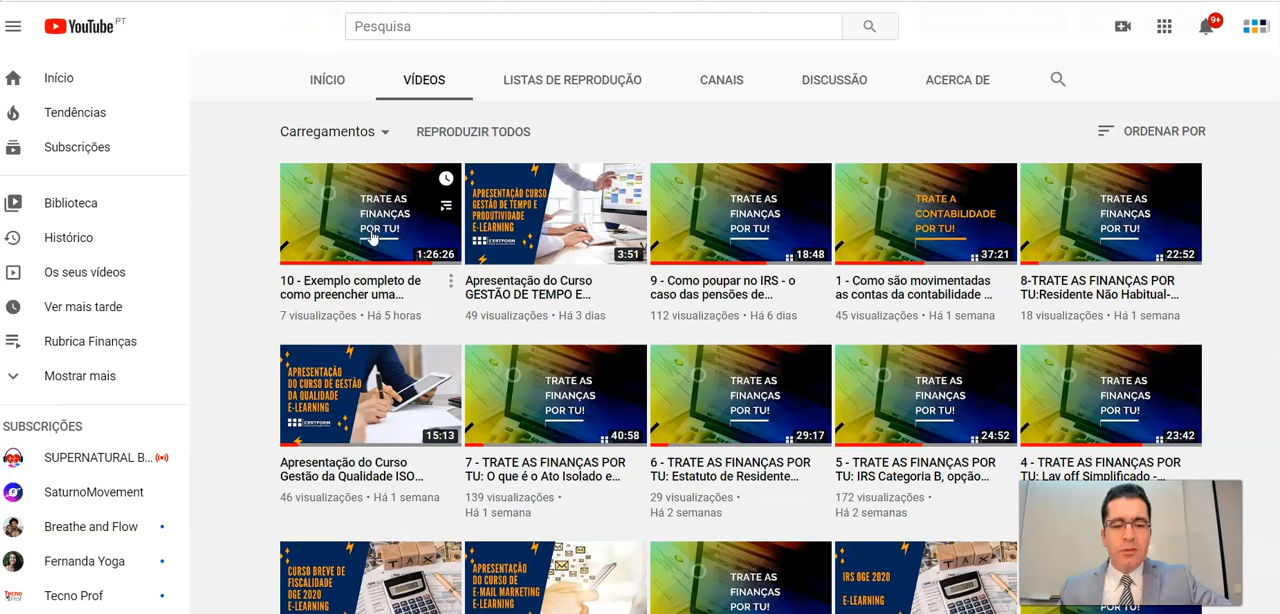 YouTube PT
Pesquisa
9+
Início
Tendências
Subscrições
Biblioteca
Histórico
Os seus vídeos
Ver mais tarde
Rubrica Finanças
Mostrar mais
SUBSCRIÇÕES
SUPERNATURAL B...
SaturnoMovement
Breathe and Flow
Fernanda Yoga
Tecno Prof
INÍCIO VÍDEOS LISTAS DE REPRODUÇÃO CANAIS DISCUSSÃO ACERCA DE
Carregamentos REPRODUZIR TODOS ORDENAR POR
TRATE AS
FINANÇAS
POR TU!
1:26:26
10 - Exemplo completo de
como preencher uma...
7 visualizações • Há 5 horas
APRESENTAÇÃO CURSO
GESTÃO DE TEMPO E
PRODUTIVIDADE
E-LEARNING
CERTFORM
3:51
Apresentação do Curso
GESTÃO DE TEMPO E...
49 visualizações • Há 3 dias
TRATE AS
FINANÇAS
POR TU!
18:48
9 - Como poupar no IRS - o
caso das pensões de...
112 visualizações • Há 6 dias
TRATE A
CONTABILIDADE
POR TU!
37:21
1 - Como são movimentadas
as contas da contabilidade ...
45 visualizações • Há 1 semana
TRATE AS
FINANÇAS
POR TU!
22:52
8-TRATE AS FINANÇAS POR
TU:Residente Não Habitual-...
18 visualizações • Há 1 semana
APRESENTAÇÃO
DO CURSO DE GESTÃO
DA QUALIDADE
E-LEARNING
CERTFORM
15:13
Apresentação do Curso
Gestão da Qualidade ISO...
46 visualizações • Há 1 semana
TRATE AS
FINANÇAS
POR TU!
40:58
7 - TRATE AS FINANÇAS POR
TU: O que é o Ato Isolado e...
139 visualizações •
Há 1 semana
TRATE AS
FINANÇAS
POR TU!
29:17
6 - TRATE AS FINANÇAS POR
TU: Estatuto de Residente...
29 visualizações •
Há 2 semanas
TRATE AS
FINANÇAS
POR TU!
24:52
5 - TRATE AS FINANÇAS POR
TU: IRS Categoria B, opção...
172 visualizações •
Há 2 semanas
TRATE AS
FINANÇAS
POR TU!
23:42
4 - TRATE AS FINANÇAS POR
TU: Lay off Simplificado -...
CURSO BREVE DE
FISCALIDADE
OGE 2020
E-LEARNING
TAX
APRESENTAÇÃO
DO CURSO DE
E-MAIL MARKETING
E-LEARNING
TRATE AS
FINANÇAS
POR TU!
IRS OGE 2020
E-LEARNING
TAX
POR TU!